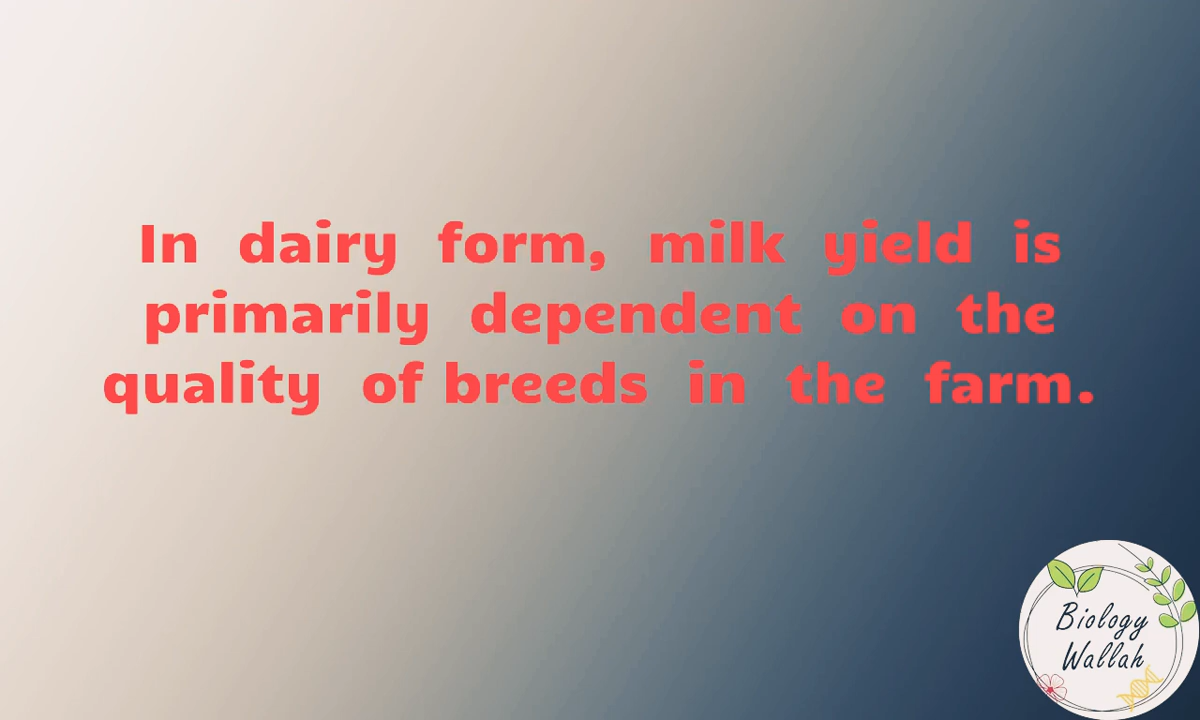 In dairy form, milk yield is
primarily dependent on the
quality of breeds in the farm.
Biology
Wallah